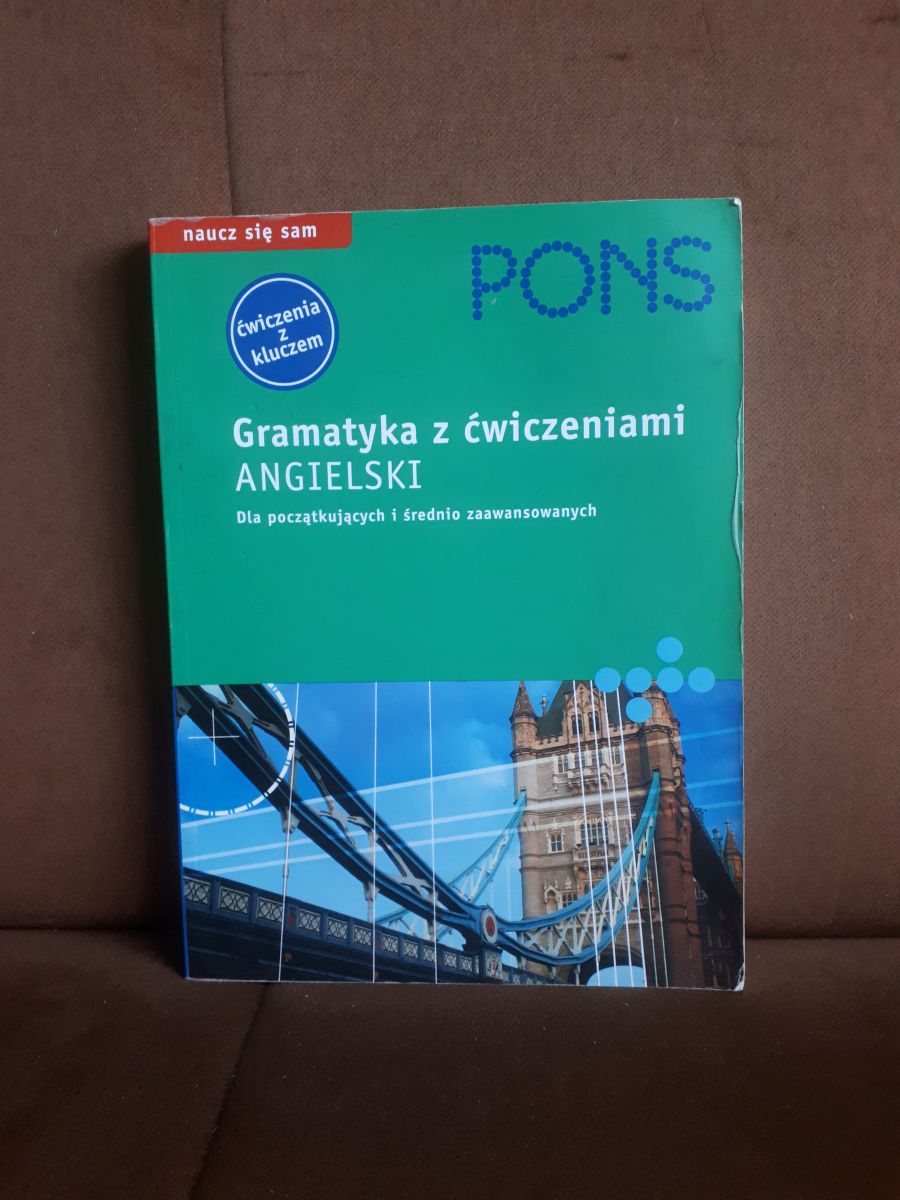 naucz się sam
PONS
ćwiczenia
z
kluczem
Gramatyka z ćwiczeniami
ANGIELSKI
Dla początkujących i średnio zaawansowanych